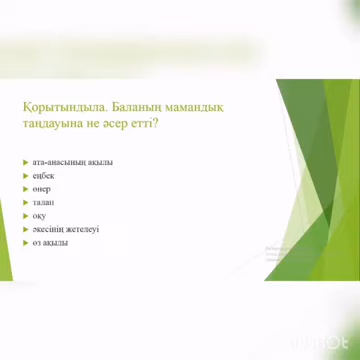 Қорытындыла. Баланың мамандық
таңдауына не әсер етті?
ата-анасының ақылы
еңбек
өнер
талап
оқу
әкесінің жетелеуі
өз ақылы